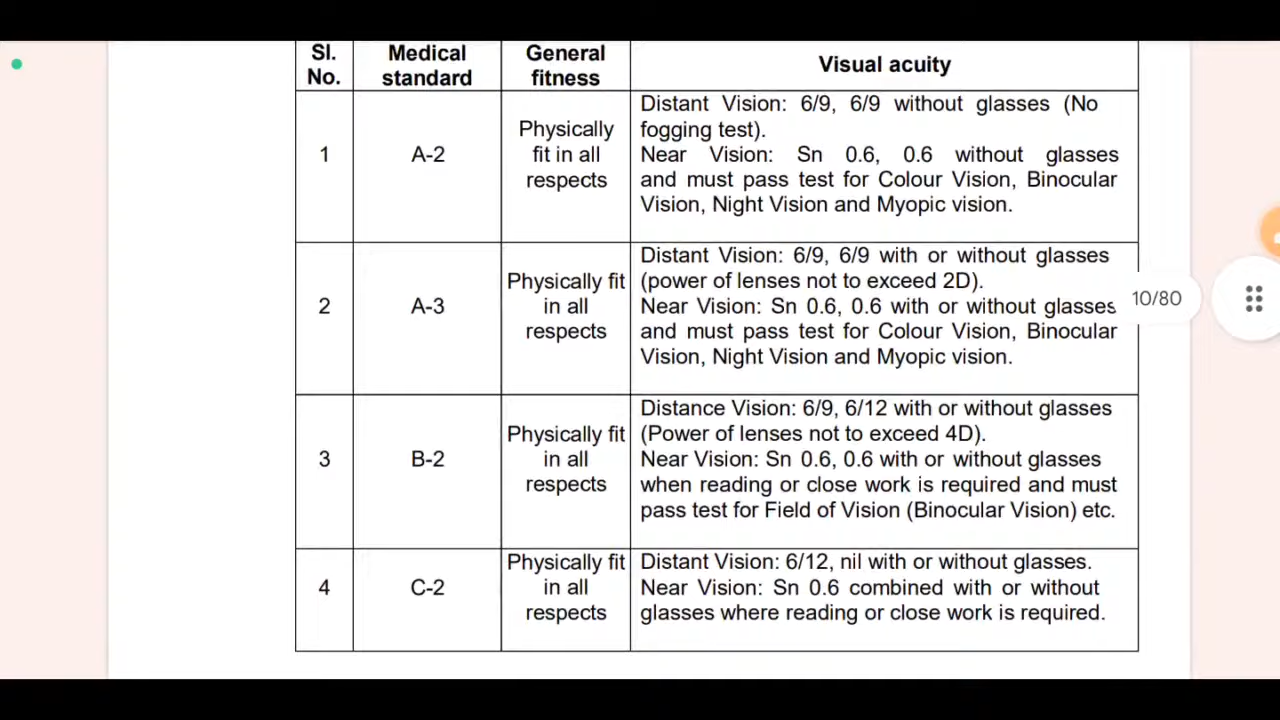 Sl. No.
Medical standard
General fitness
Visual acuity
1
A-2
Physically
fit in all
respects
Distant Vision: 6/9, 6/9 without glasses (No
fogging test).
Near Vision: Sn 0.6, 0.6 without glasses
and must pass test for Colour Vision, Binocular
Vision, Night Vision and Myopic vision.
2
A-3
Physically fit
in all
respects
Distant Vision: 6/9, 6/9 with or without glasses
(power of lenses not to exceed 2D).
Near Vision: Sn 0.6, 0.6 with or without glasses
and must pass test for Colour Vision, Binocular
Vision, Night Vision and Myopic vision.
10/80
3
B-2
Physically fit
in all
respects
Distance Vision: 6/9, 6/12 with or without glasses
(Power of lenses not to exceed 4D).
Near Vision: Sn 0.6, 0.6 with or without glasses
when reading or close work is required and must
pass test for Field of Vision (Binocular Vision) etc.
4
C-2
Physically fit
in all
respects
Distant Vision: 6/12, nil with or without glasses.
Near Vision: Sn 0.6 combined with or without
glasses where reading or close work is required.